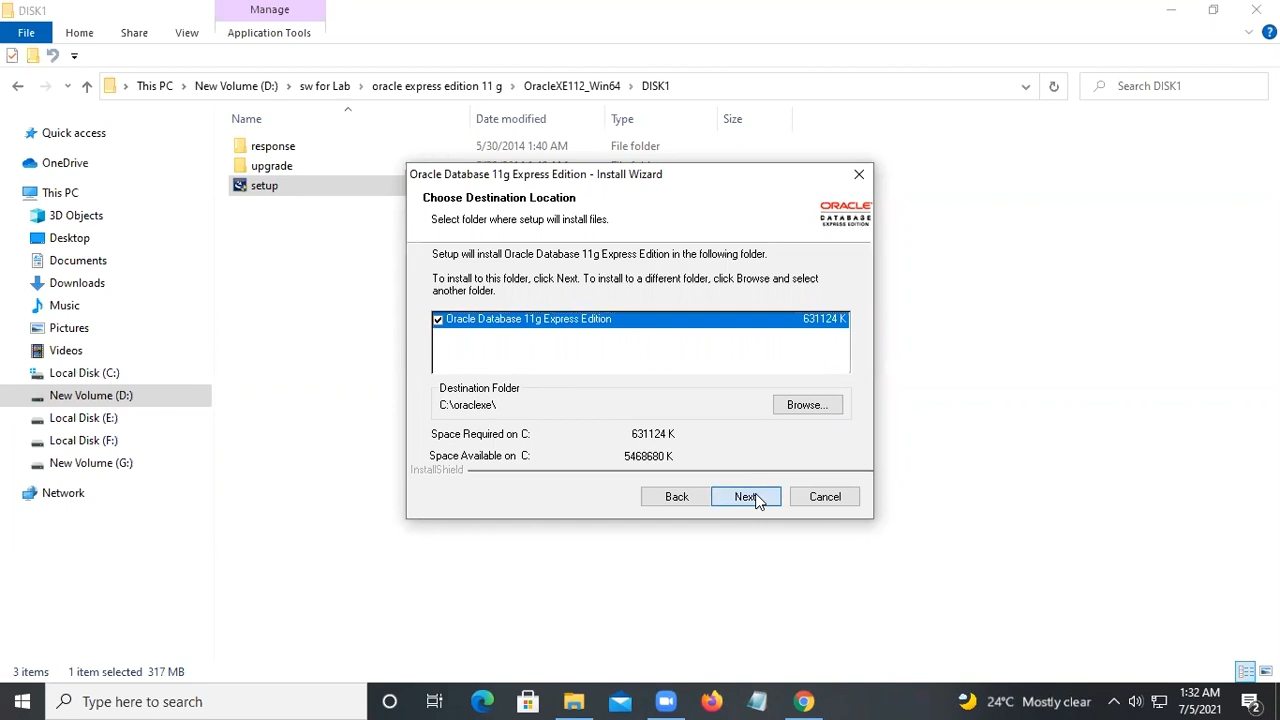 DISK1
Manage
File
Home
Share
View
Application Tools
This PC
New Volume (D:)
sw for Lab
oracle express edition 11 g
OracleXE112_Win64
DISK1
Search DISK1
Name
Date modified
Type
Size
Quick access
OneDrive
This PC
3D Objects
Desktop
Documents
Downloads
Music
Pictures
Videos
Local Disk (C:)
New Volume (D:)
Local Disk (E:)
Local Disk (F:)
New Volume (G:)
Network
response
5/30/2014 1:40 AM
File folder
upgrade
setup
Oracle Database 11g Express Edition - Install Wizard
Choose Destination Location
Select folder where setup will install files.
ORACLE
DATABASE
EXPRESS EDITION
Setup will install Oracle Database 11g Express Edition in the following folder.
To install to this folder, click Next. To install to a different folder, click Browse and select
another folder.
Oracle Database 11g Express Edition 631124 K
Destination Folder
C:\oraclexe\
Browse...
Space Required on C: 631124 K
Space Available on C: 5468680 K
InstallShield
Back
Next
Cancel
3 items
1 item selected 317 MB
Type here to search
24°C Mostly clear
1:32 AM
7/5/2021
2